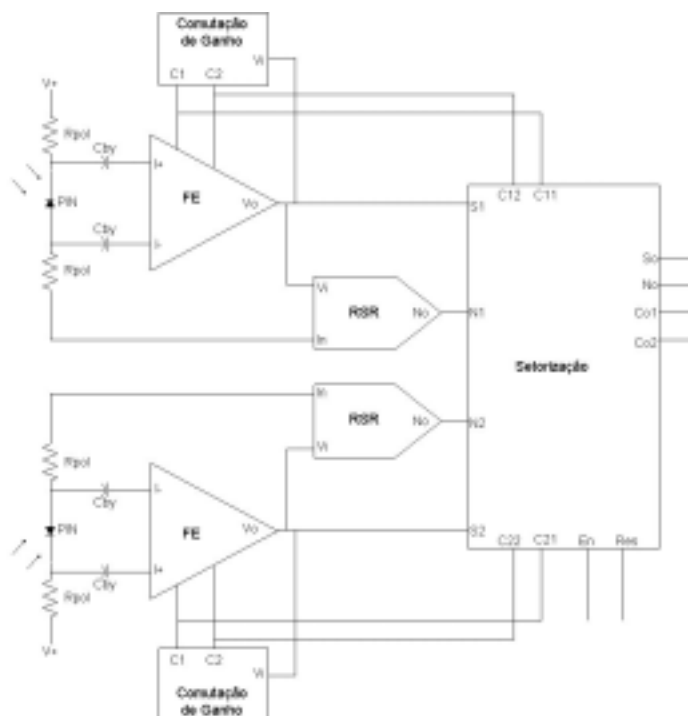 Comutação
de Ganho
Vi
C1 C2
V+
Rpol
Cby
I+
PIN
FE
Vo
Cby
I-
Rpol
C12 C11
S1
So
No
Co1
Co2
Vi
RSR
No
N1
In
Setorização
In
RSR
No
N2
Vi
Rpol
Cby
I-
PIN
FE
Vo
S2
C22 C21
En
Res
Cby
I+
Rpol
V+
C1 C2
Vi
Comutação
de Ganho